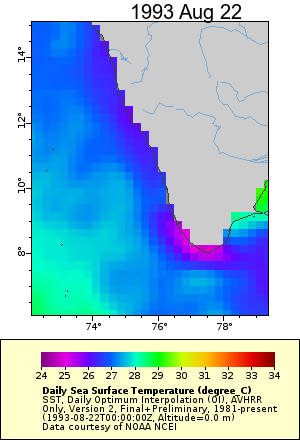 1993 Aug 22
14°
12°
10°
8°
74° 76° 78°
24 25 26 27 28 30 31 32 33 34
Daily Sea Surface Temperature (degree_C)
SST, Daily Optimum Interpolation (OI), AVHRR
Only, Version 2, Final+Preliminary, 1981-present
(1993-08-22T00:00:00Z, Altitude=0.0 m)
Data courtesy of NOAA NCEI